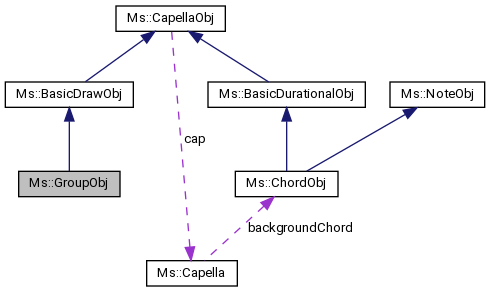 Ms::CapellaObj
Ms::BasicDrawObj
Ms::BasicDurationalObj
Ms::NoteObj
cap
Ms::GroupObj
Ms::ChordObj
backgroundChord
Ms::Capella